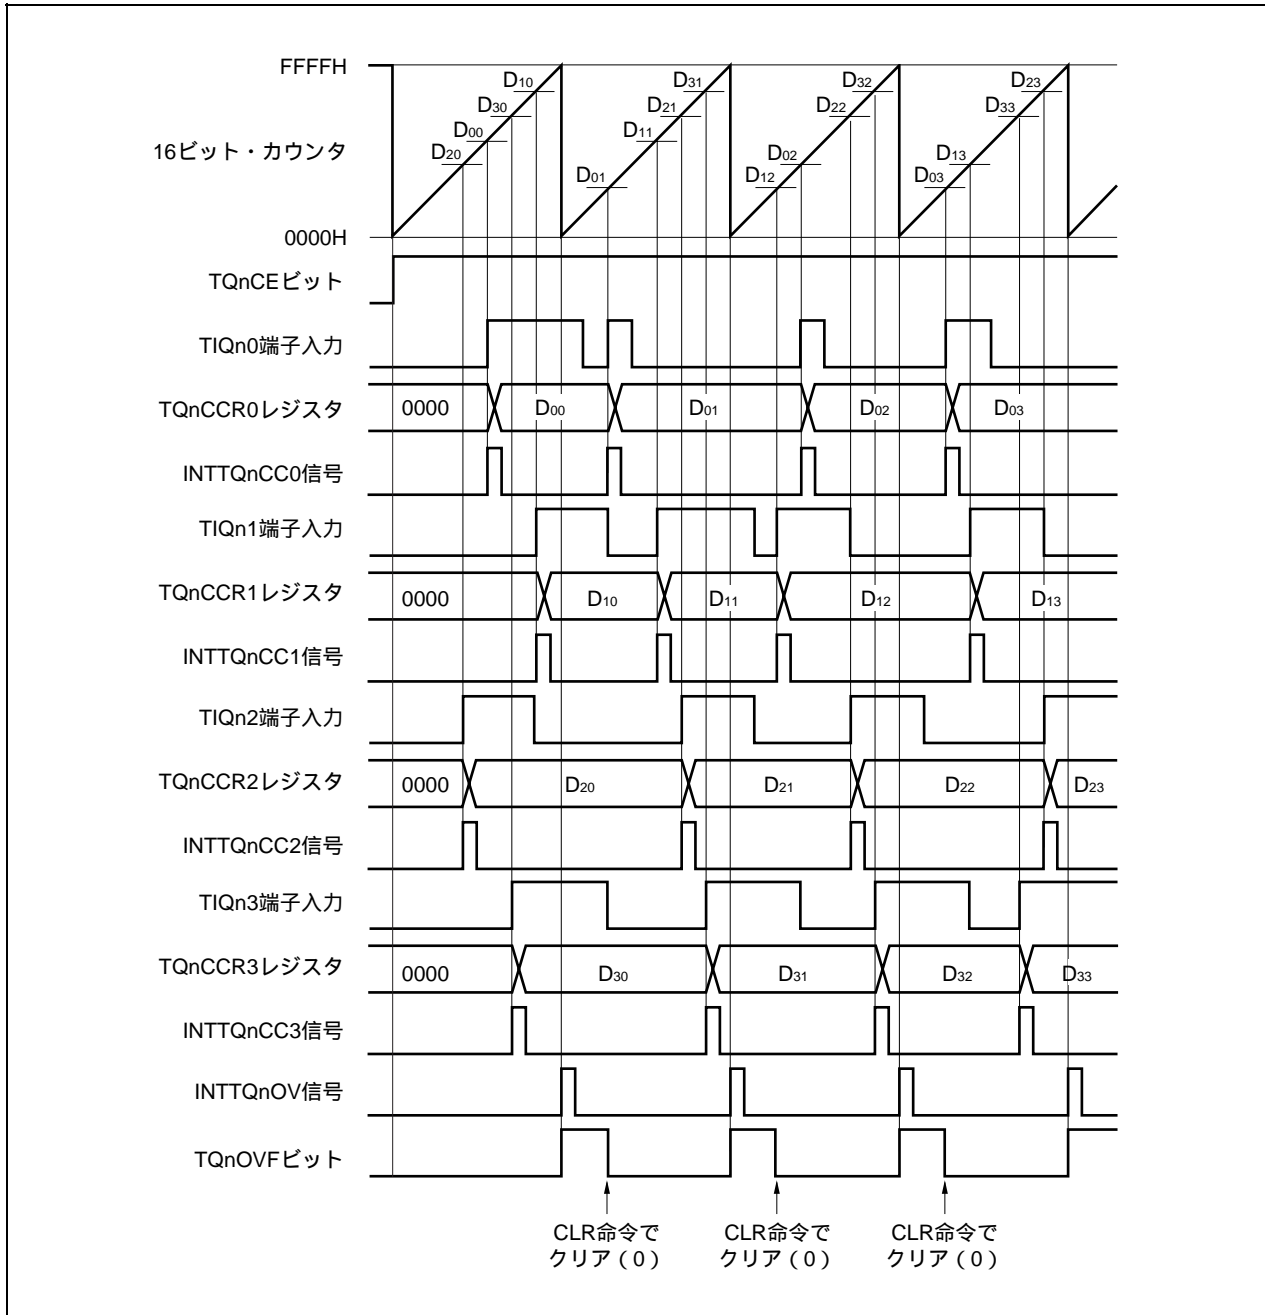 FFFFH
D10
D31
D32
D23
D30
D21
D22
D33
D00
D11
16ビット・カウンタ
D20
D02
D13
D01
D12
D03
0000H
TQnCEビット
TIQn0端子入力
TQnCCR0レジスタ
0000
D00
D01
D02
D03
INTTQnCC0信号
TIQn1端子入力
TQnCCR1レジスタ
0000
D10
D11
D12
D13
INTTQnCC1信号
TIQn2端子入力
TQnCCR2レジスタ
0000
D20
D21
D22
D23
INTTQnCC2信号
TIQn3端子入力
TQnCCR3レジスタ
0000
D30
D31
D32
D33
INTTQnCC3信号
INTTQnOV信号
TQnOVFビット
CLR命令で
クリア（0）
CLR命令で
クリア（0）
CLR命令で
クリア（0）